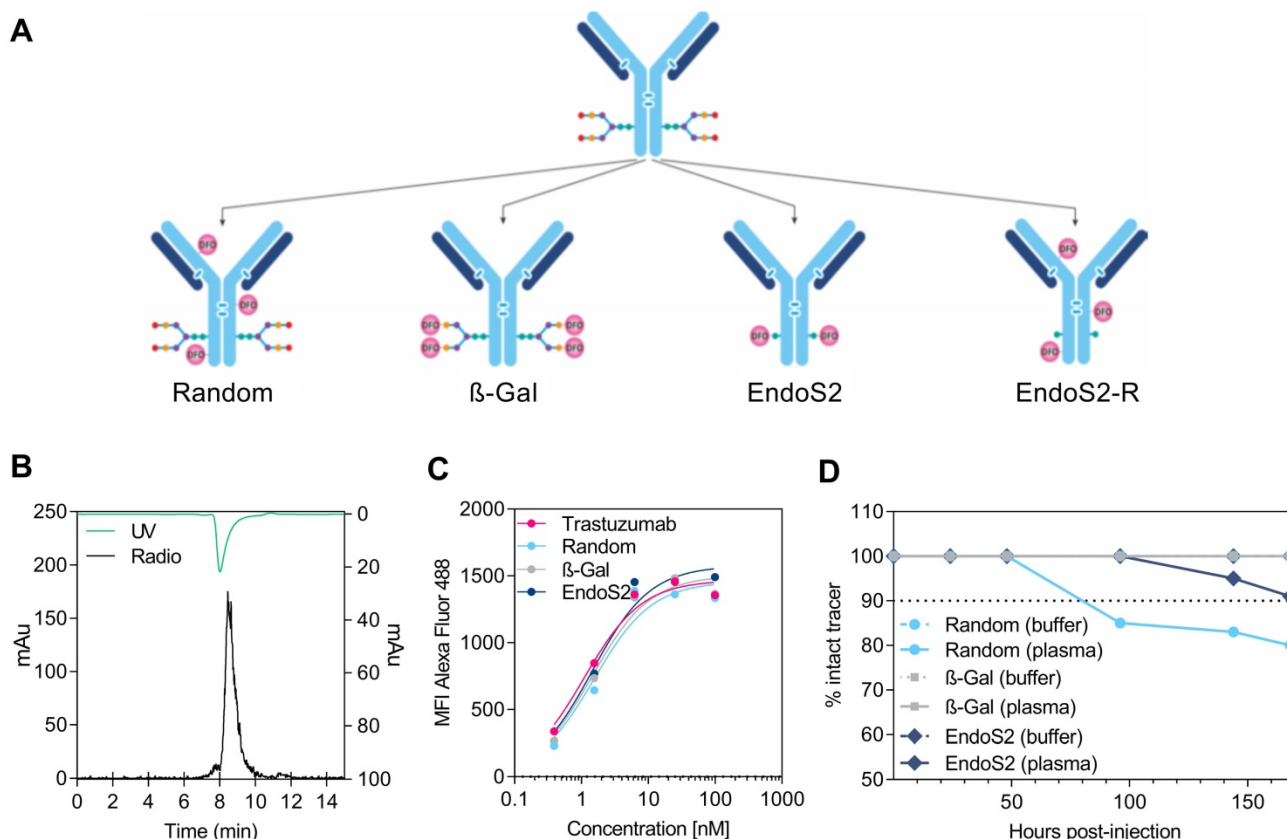 A
DFO
DFO
DFO
DFO
DFO
DFO
DFO
DFO
DFO
DFO
DFO
DFO
Random
ß-Gal
EndoS2
EndoS2-R
B
250
200
150
100
50
0
mAu
UV
Radio
0
20
40
60
80
100
mAu
0 2 4 6 8 10 12 14
Time (min)
C
2000
1500
1000
500
0
MFI Alexa Fluor 488
Trastuzumab
Random
ß-Gal
EndoS2
0.1 1 10 100 1000
Concentration [nM]
D
110
100
90
80
70
60
50
% intact tracer
Random (buffer)
Random (plasma)
ß-Gal (buffer)
ß-Gal (plasma)
EndoS2 (buffer)
EndoS2 (plasma)
50 100 150
Hours post-injection